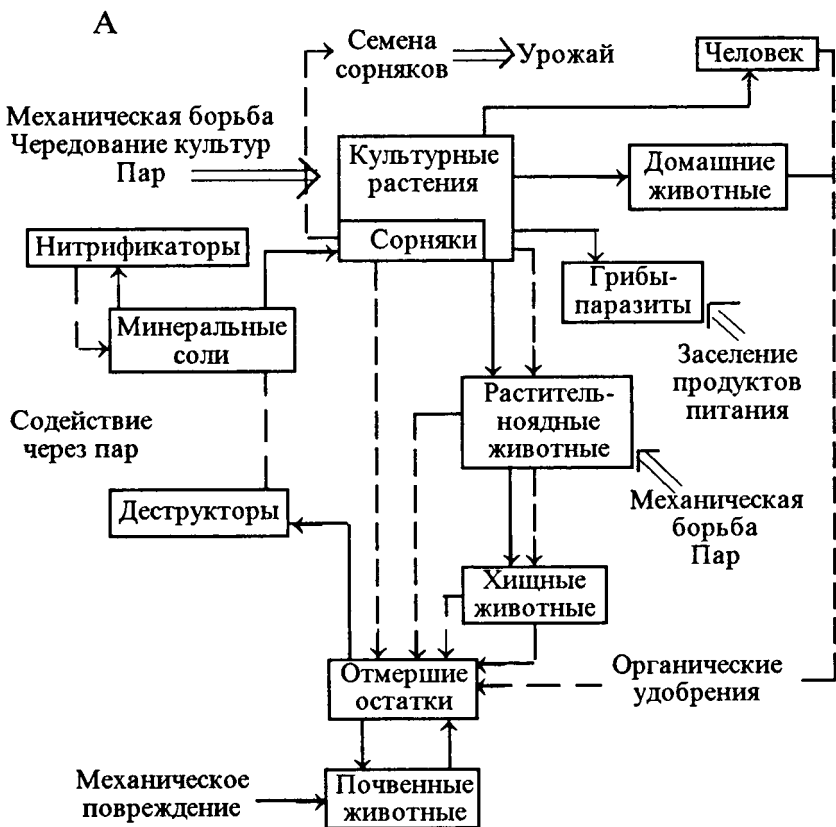 А
Семена
сорняков
Урожай
Человек
Механическая борьба
Чередование культур
Пар
Культурные
растения
Домашние
животные
Сорняки
Нитрификаторы
Грибы-
паразиты
Минеральные
соли
Заселение
продуктов
питания
Раститель-
ноядные
животные
Содействие
через пар
Механическая
борьба
Пар
Деструкторы
Хищные
животные
Отмершие
остатки
Органические
удобрения
Механическое
повреждение
Почвенные
животные